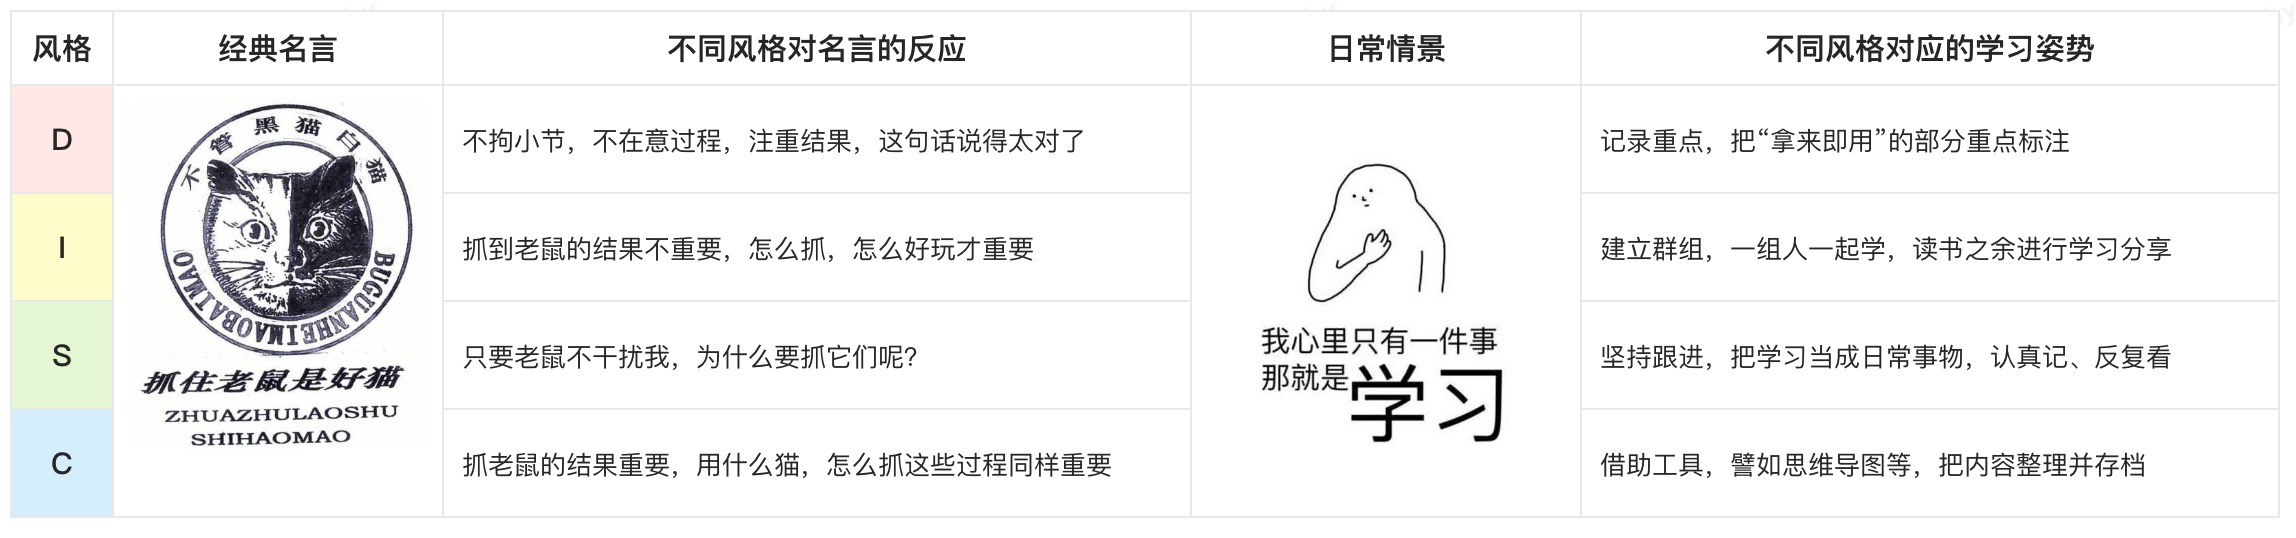 风格
经典名言
不同风格对名言的反应
日常情景
不同风格对应的学习姿势
D
不管黑猫白猫
BUGUANHEIMAOBAIMAO
抓住老鼠是好猫
ZHUAZHULAOSHU
SHIHAOMAO
不拘小节，不在意过程，注重结果，这句话说得太对了
我心里只有一件事
那就是学习
记录重点，把“拿来即用”的部分重点标注
I
抓到老鼠的结果不重要，怎么抓，怎么好玩才重要
建立群组，一组人一起学，读书之余进行学习分享
S
只要老鼠不干扰我，为什么要抓它们呢？
坚持跟进，把学习当成日常事物，认真记、反复看
C
抓老鼠的结果重要，用什么猫，怎么抓这些过程同样重要
借助工具，譬如思维导图等，把内容整理并存档